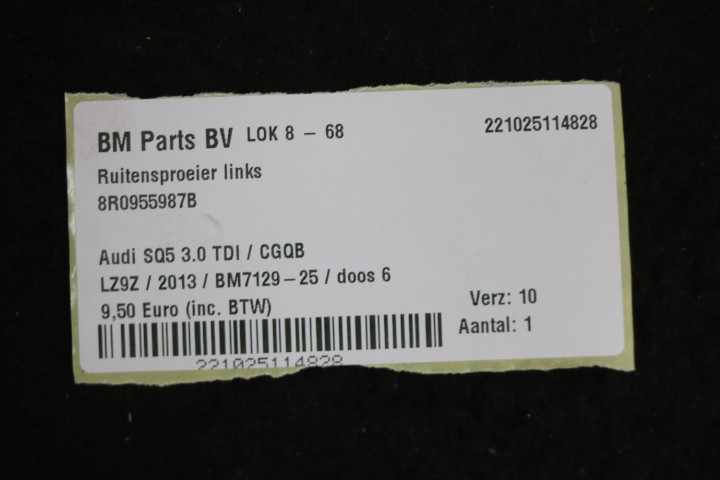 BM Parts BV LOK 8 - 68
221025114828
Ruitensproeier links
8R0955987B
Audi SQ5 3.0 TDI / CGQB
LZ9Z / 2013 / BM7129-25 / doos 6
9,50 Euro (inc. BTW)
Verz: 10
Aantal: 1
221025114828